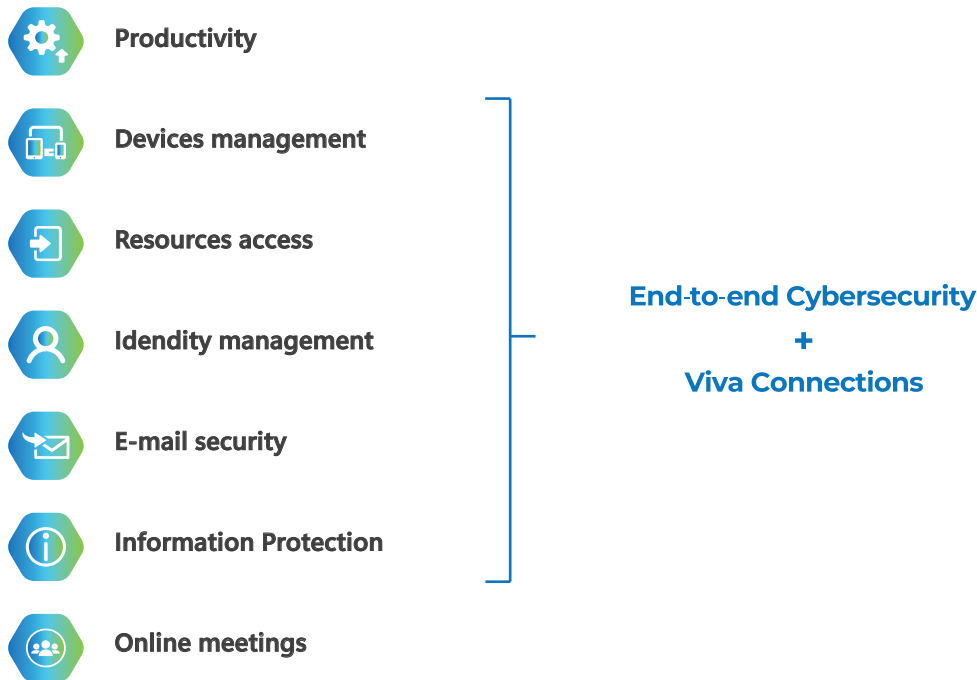 Productivity
Devices management
Resources access
Idendity management
E-mail security
Information Protection
Online meetings
End-to-end Cybersecurity
+
Viva Connections